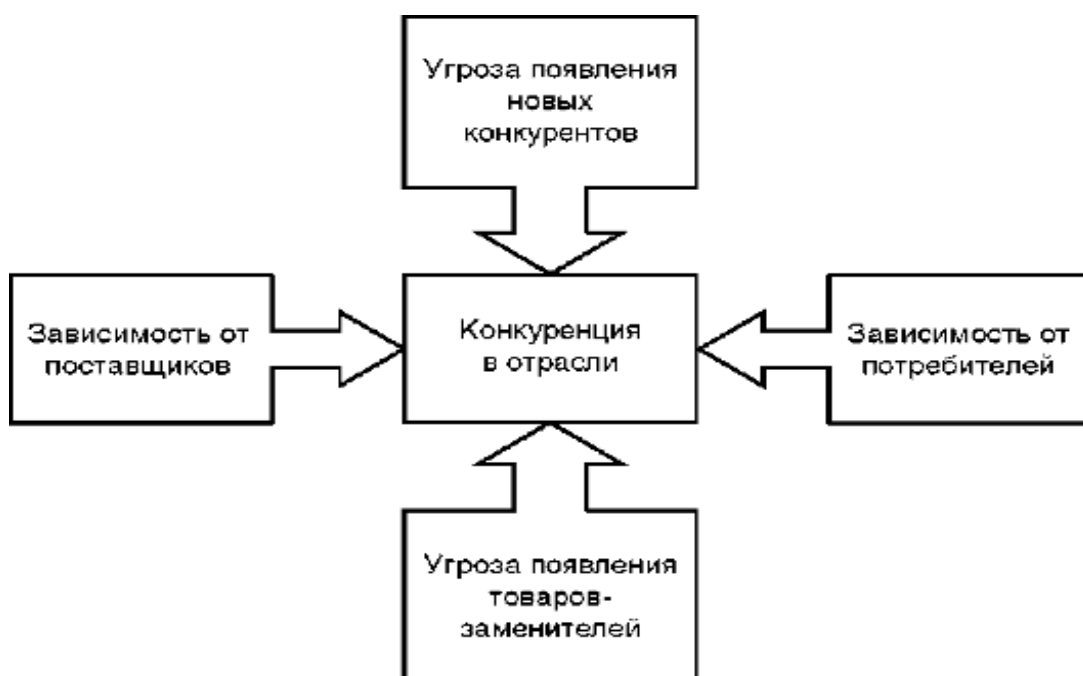 Угроза появления
новых
конкурентов
Зависимость от
поставщиков
Конкуренция
в отрасли
Зависимость от
потребителей
Угроза появления
товаров-
заменителей